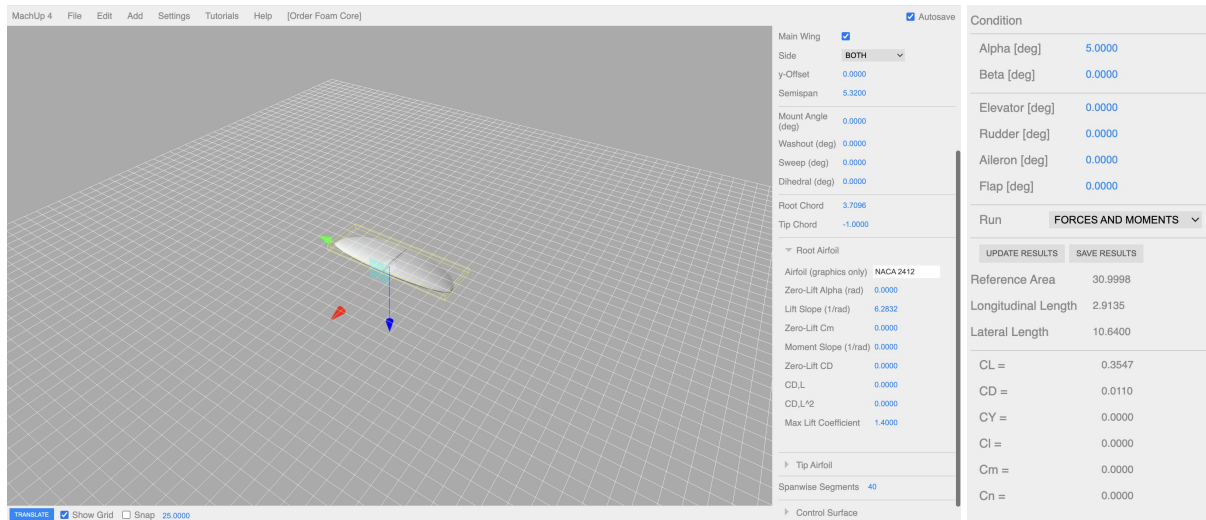 MachUp 4 File Edit Add Settings Tutorials Help [Order Foam Core] Autosave
Main Wing
Side BOTH
y-Offset 0.0000
Semispan 5.3200
Mount Angle
(deg) 0.0000
Washout (deg) 0.0000
Sweep (deg) 0.0000
Dihedral (deg) 0.0000
Root Chord 3.7096
Tip Chord -1.0000
Root Airfoil
Airfoil (graphics only) NACA 2412
Zero-Lift Alpha (rad) 0.0000
Lift Slope (1/rad) 6.2832
Zero-Lift Cm 0.0000
Moment Slope (1/rad) 0.0000
Zero-Lift CD 0.0000
CD,L 0.0000
CD,L^2 0.0000
Max Lift Coefficient 1.4000
Tip Airfoil
Spanwise Segments 40
Control Surface
TRANSLATE Show Grid Snap 25.0000
Condition
Alpha [deg] 5.0000
Beta [deg] 0.0000
Elevator [deg] 0.0000
Rudder [deg] 0.0000
Aileron [deg] 0.0000
Flap [deg] 0.0000
Run FORCES AND MOMENTS
UPDATE RESULTS SAVE RESULTS
Reference Area 30.9998
Longitudinal Length 2.9135
Lateral Length 10.6400
CL = 0.3547
CD = 0.0110
CY = 0.0000
Cl = 0.0000
Cm = 0.0000
Cn = 0.0000